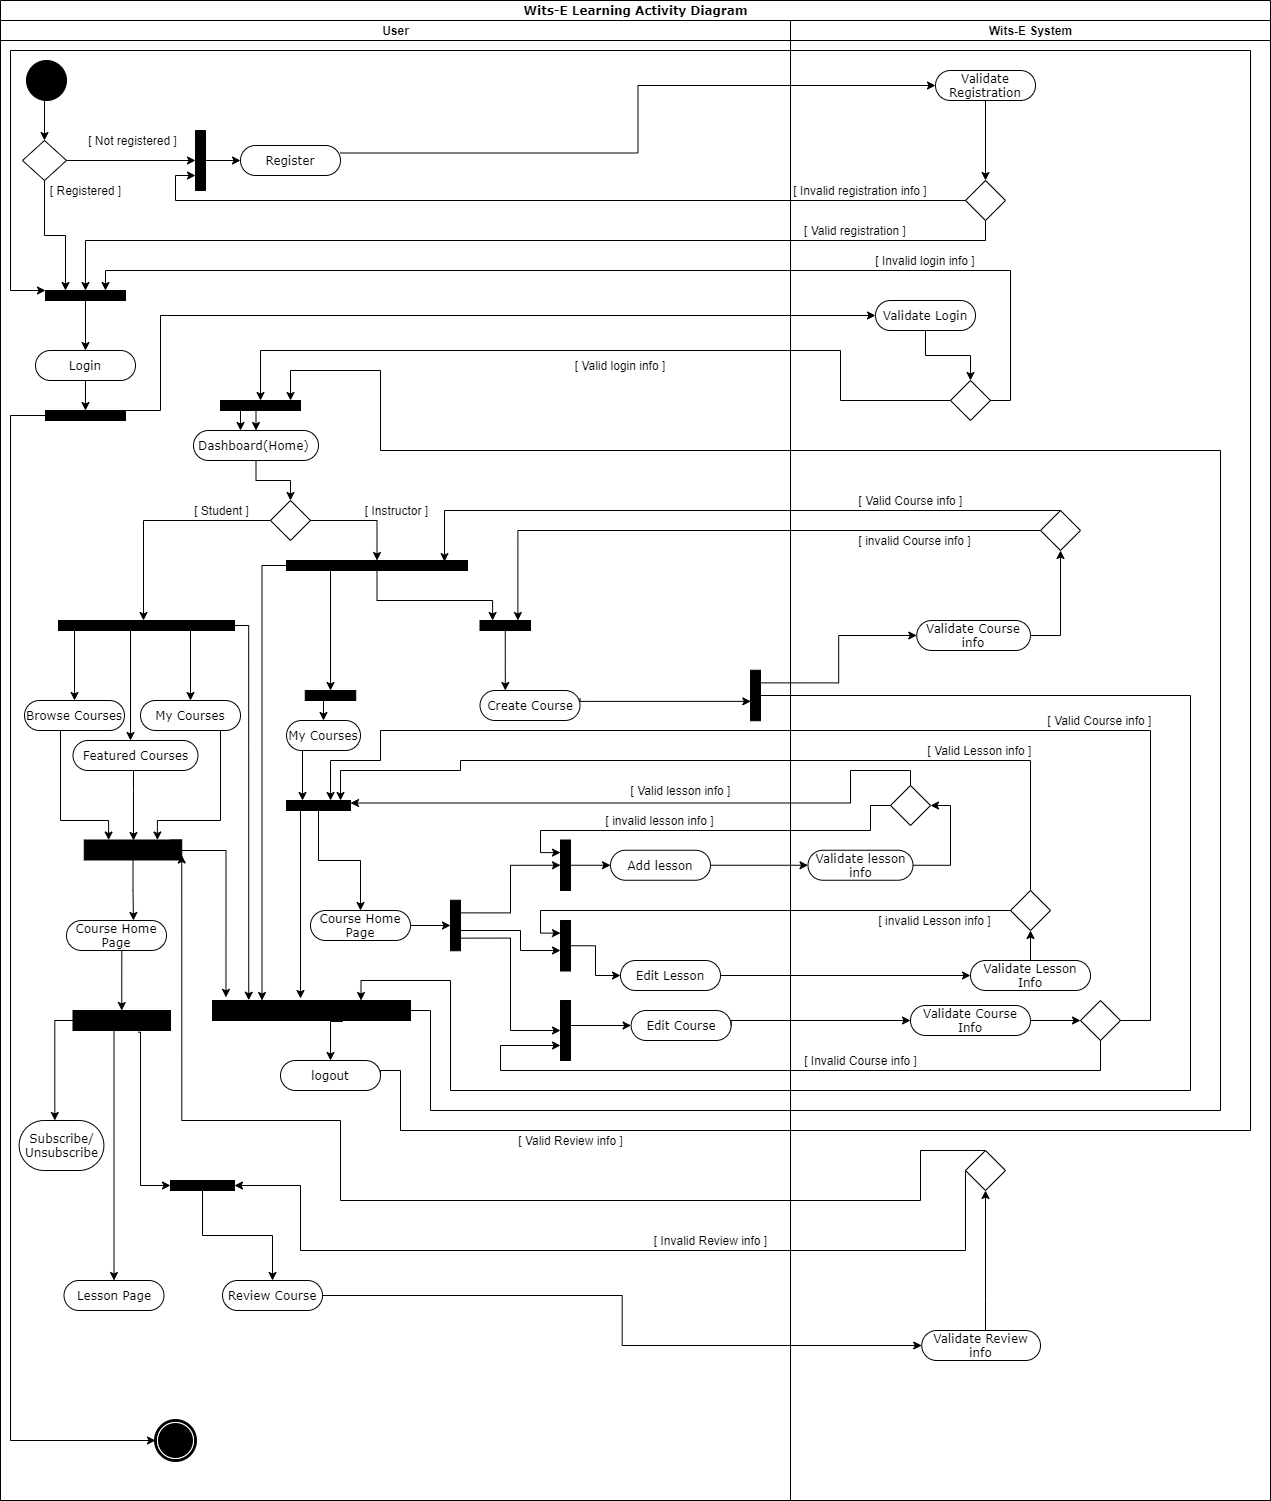 Wits-E Learning Activity Diagram
User
Wits-E System
Validate
Registration
[ Not registered ]
Register
[ Registered ]
[ Invalid registration info ]
[ Valid registration ]
[ Invalid login info ]
Validate Login
Login
[ Valid login info ]
Dashboard(Home)
[ Student ]
[ Instructor ]
[ Valid Course info ]
[ invalid Course info ]
Validate Course
info
Browse Courses
My Courses
Create Course
Featured Courses
My Courses
[ Valid Course info ]
[ Valid Lesson info ]
[ Valid lesson info ]
[ invalid lesson info ]
Add lesson
Validate lesson
info
Course Home
Page
Course Home
Page
[ invalid Lesson info ]
Edit Lesson
Validate Lesson
Info
Edit Course
Validate Course
Info
[ Invalid Course info ]
logout
Subscribe/
Unsubscribe
[ Valid Review info ]
[ Invalid Review info ]
Lesson Page
Review Course
Validate Review
info